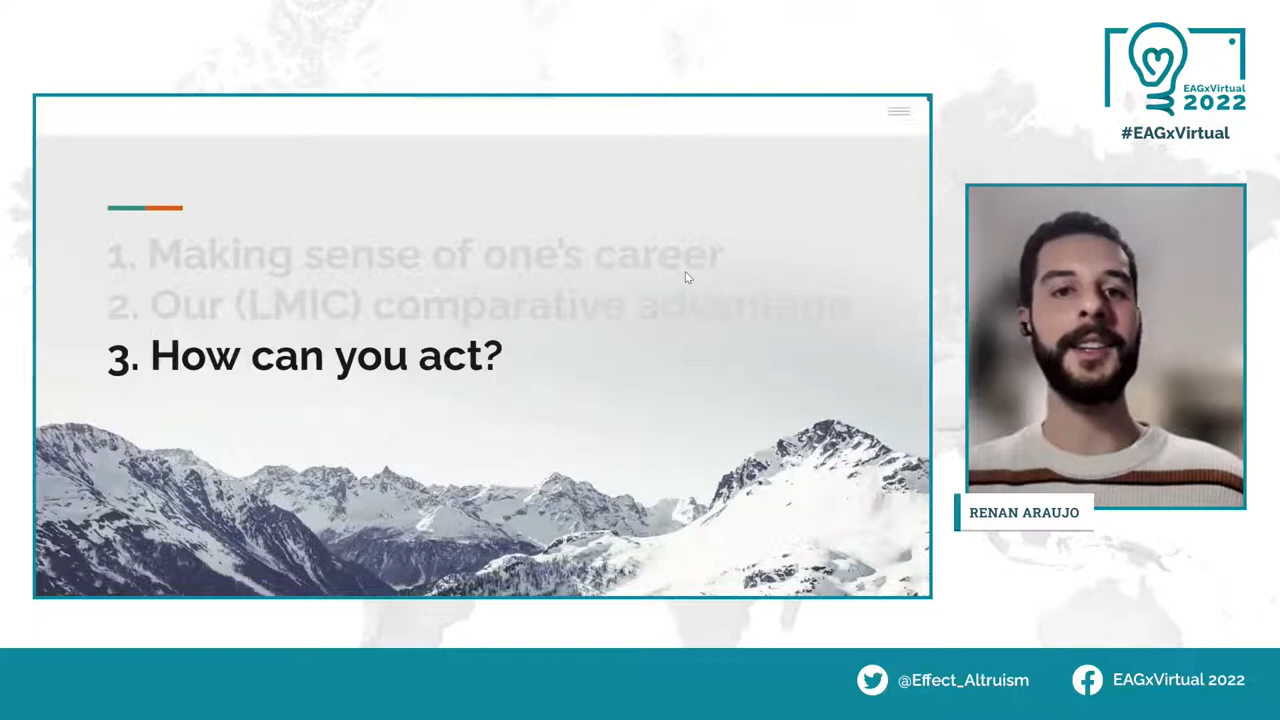 EAGxVirtual
2022
#EAGxVirtual
1. Making sense of one's career
2. Our (LMIC) comparative advantage
3. How can you act?
RENAN ARAUJO
@Effect_Altruism
EAGxVirtual 2022